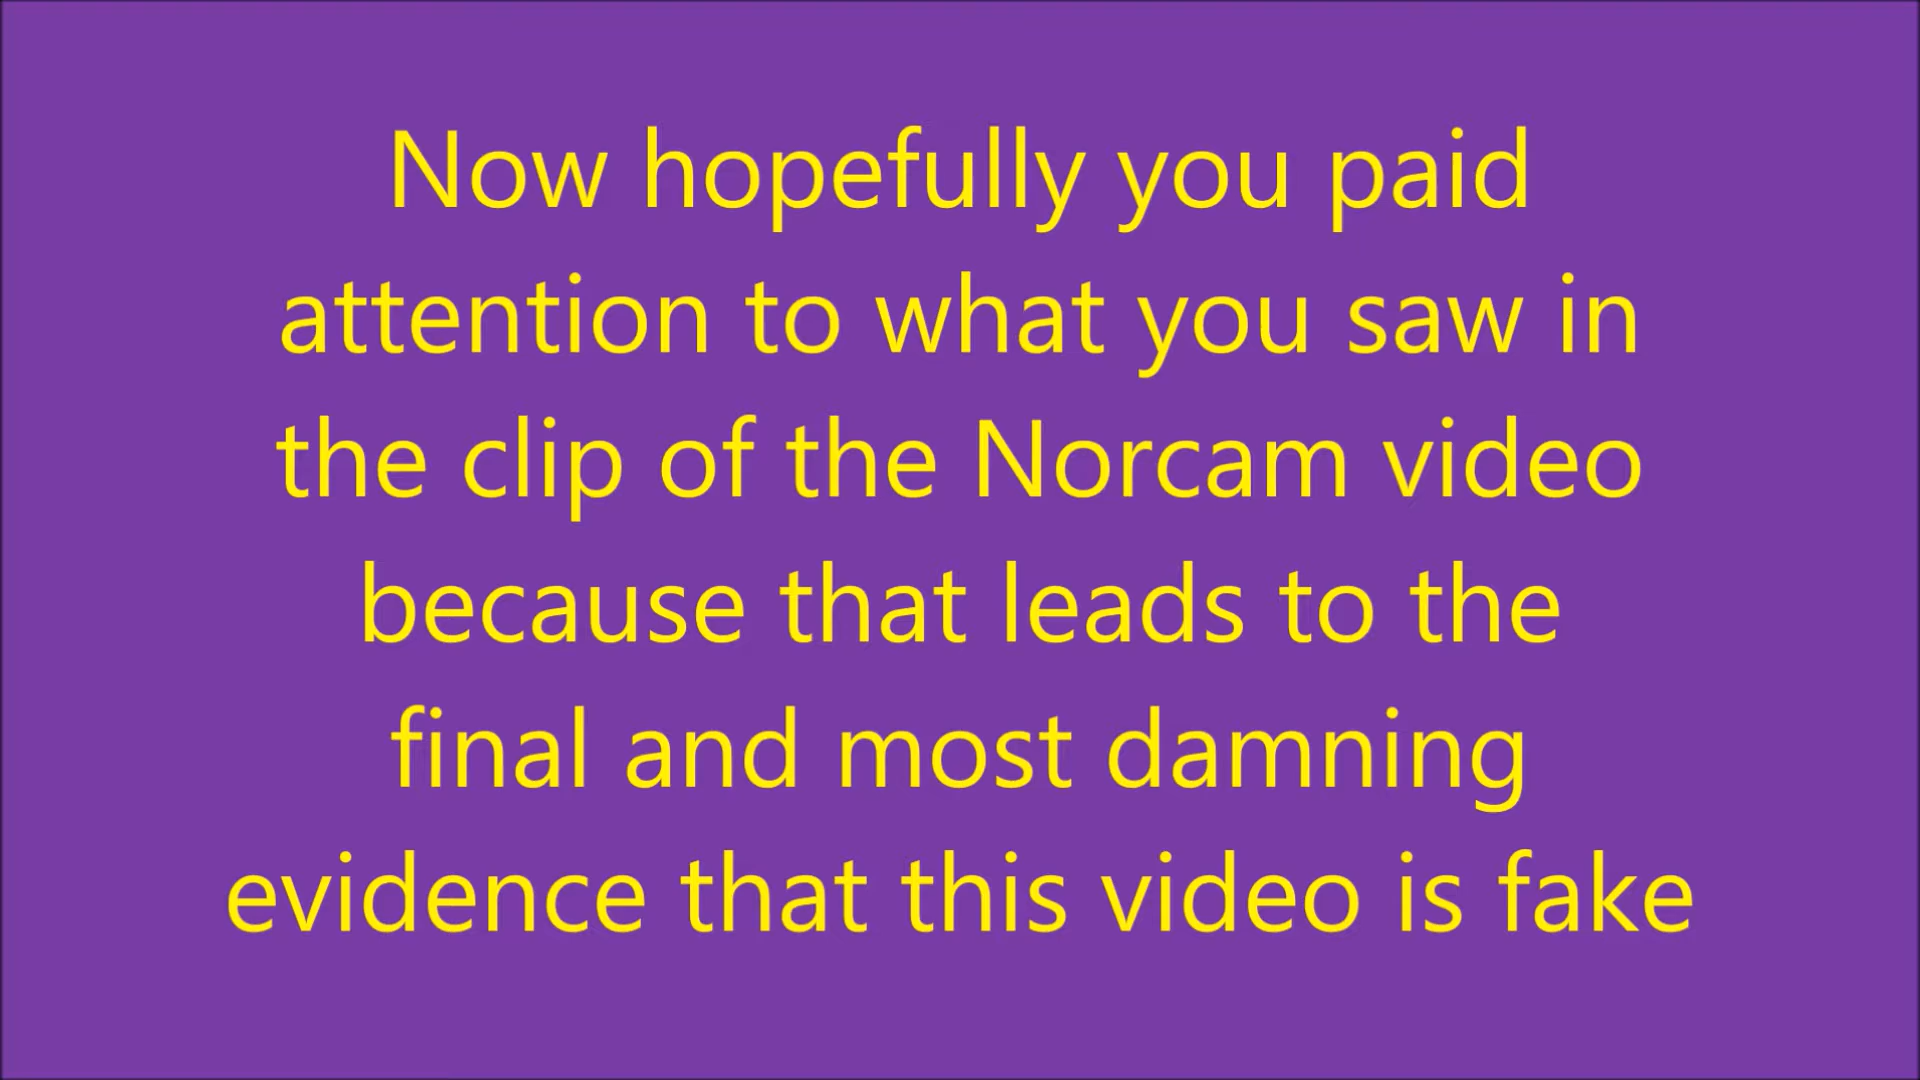 Now hopefully you paid
attention to what you saw in
the clip of the Norcam video
because that leads to the
final and most damning
evidence that this video is fake